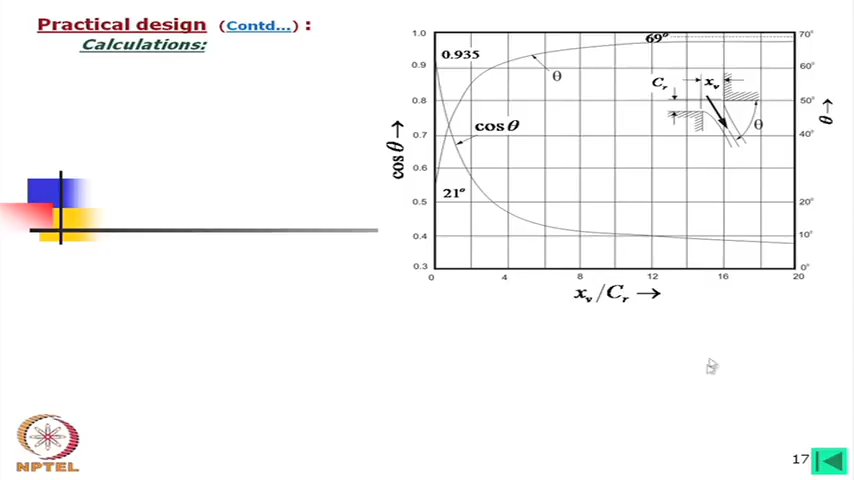 Practical design (Contd...) :
Calculations:
1.0
0.9
0.8
0.7
0.6
0.5
0.4
0.3
cos θ →
0.935
69°
θ
cos θ
21°
C_r
x_v
θ
70°
60°
50°
40°
20°
10°
0°
θ →
0
4
8
12
16
20
x_v/C_r →
NPTEL
17